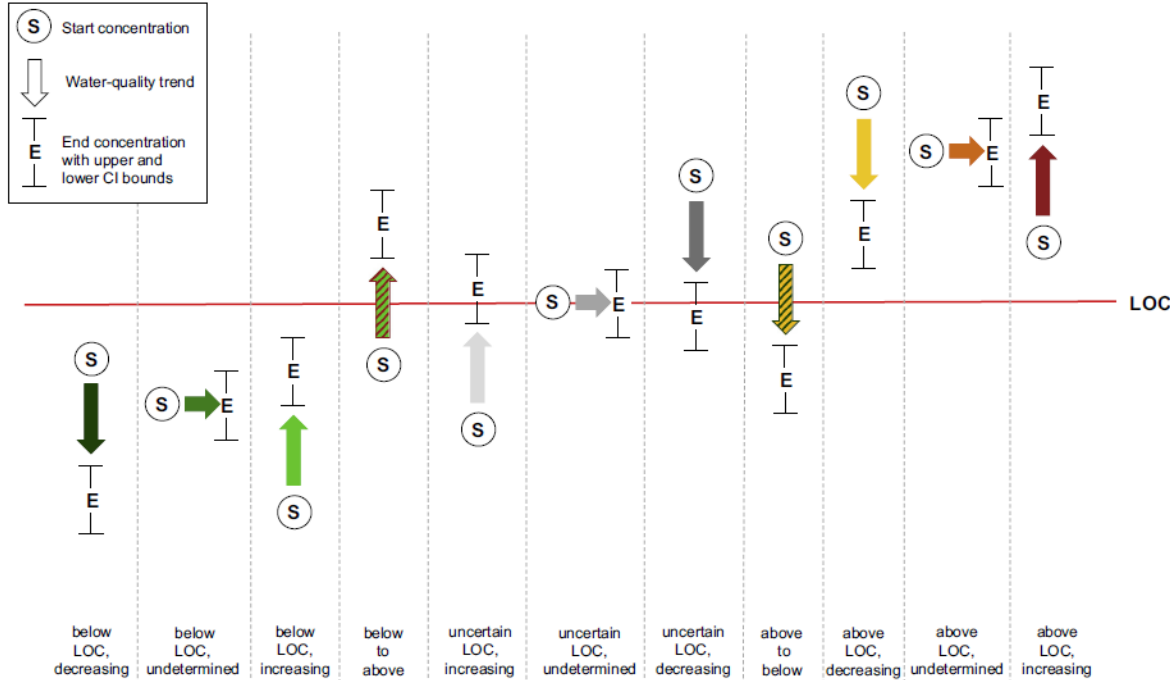 S Start concentration
Water-quality trend
E End concentration
with upper and
lower CI bounds
S
E
S
E
S
E
S
E
S
E
S
E
S
E
S
E
S
E
S
E
S
E
LOC
below
LOC,
decreasing
below
LOC,
undetermined
below
LOC,
increasing
below
to
above
uncertain
LOC,
increasing
uncertain
LOC,
undetermined
uncertain
LOC,
decreasing
above
to
below
above
LOC,
decreasing
above
LOC,
undetermined
above
LOC,
increasing